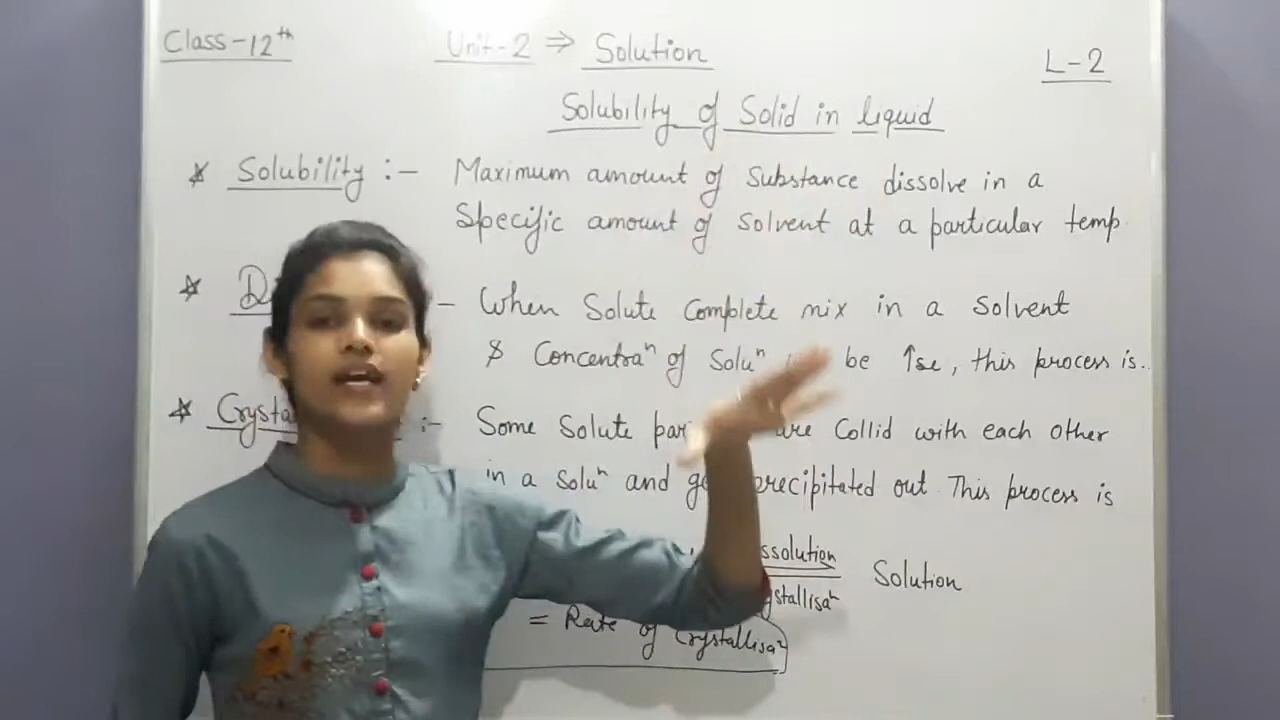 Class-12th
Unit-2 ⇒ Solution
L-2
Solubility of Solid in liquid
* Solubility :- Maximum amount of Substance dissolve in a
Specific amount of Solvent at a particular temp.
* When Solute Complete mix in a Solvent
& Concentraⁿ of Soluⁿ be ↑se, this process is..
* :- Some Solute are Collid with each other
in a Soluⁿ and precipitated out. This process is
Solution
= Rate of Crystallisaⁿ